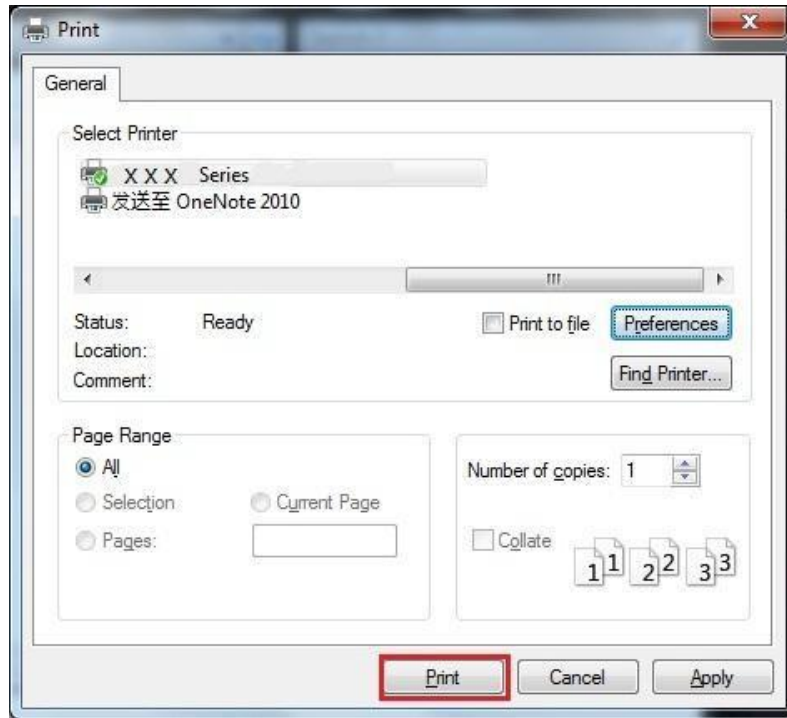 Print
General
Select Printer
X X X Series
发送至 OneNote 2010
Status: Ready
Print to file
Preferences
Location:
Comment:
Find Printer...
Page Range
All
Selection
Current Page
Pages:
Number of copies: 1
Collate
1 1 2 2 3 3
Print
Cancel
Apply